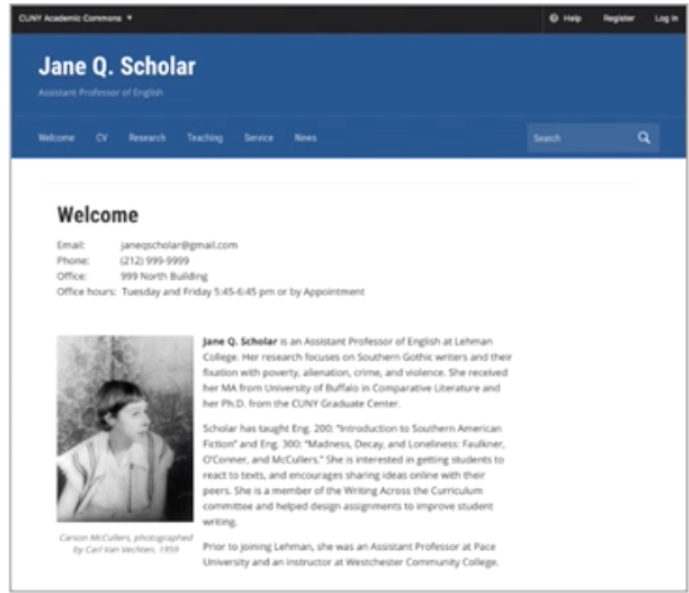 CUNY Academic Commons ▼
Help Register Log In
Jane Q. Scholar
Assistant Professor of English
Welcome CV Research Teaching Service News Search
Welcome
Email: janeqscholar@gmail.com
Phone: (212) 999-9999
Office: 999 North Building
Office hours: Tuesday and Friday 5:45-6:45 pm or by Appointment
Jane Q. Scholar is an Assistant Professor of English at Lehman
College. Her research focuses on Southern Gothic writers and their
fixation with poverty, alienation, crime, and violence. She received
her MA from University of Buffalo in Comparative Literature and
her Ph.D. from the CUNY Graduate Center.
Scholar has taught Eng. 200: "Introduction to Southern American
Fiction" and Eng. 300: "Madness, Decay, and Loneliness: Faulkner,
O'Conner, and McCullers." She is interested in getting students to
react to texts, and encourages sharing ideas online with their
peers. She is a member of the Writing Across the Curriculum
committee and helped design assignments to improve student
writing.
Prior to joining Lehman, she was an Assistant Professor at Pace
University and an instructor at Westchester Community College.
Carson McCullers, photographed
by Carl Van Vechten, 1959